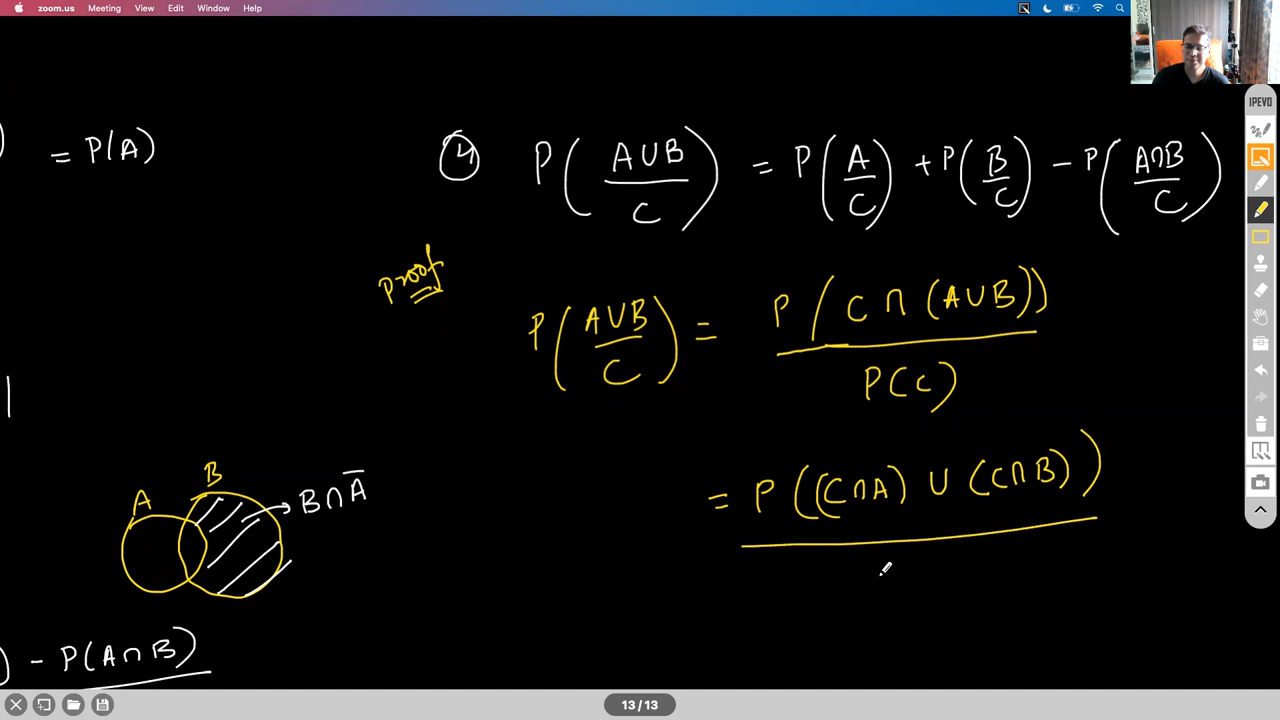 zoom.us Meeting View Edit Window Help
IPEVO
= P(A)
④ P(A∪B/C) = P(A/C) + P(B/C) - P(A∩B/C)
Proof
P(A∪B/C) = P(C∩(A∪B))/P(C)
= P((C∩A) ∪ (C∩B))
A B → B∩A̅
) - P(A∩B)
13/13